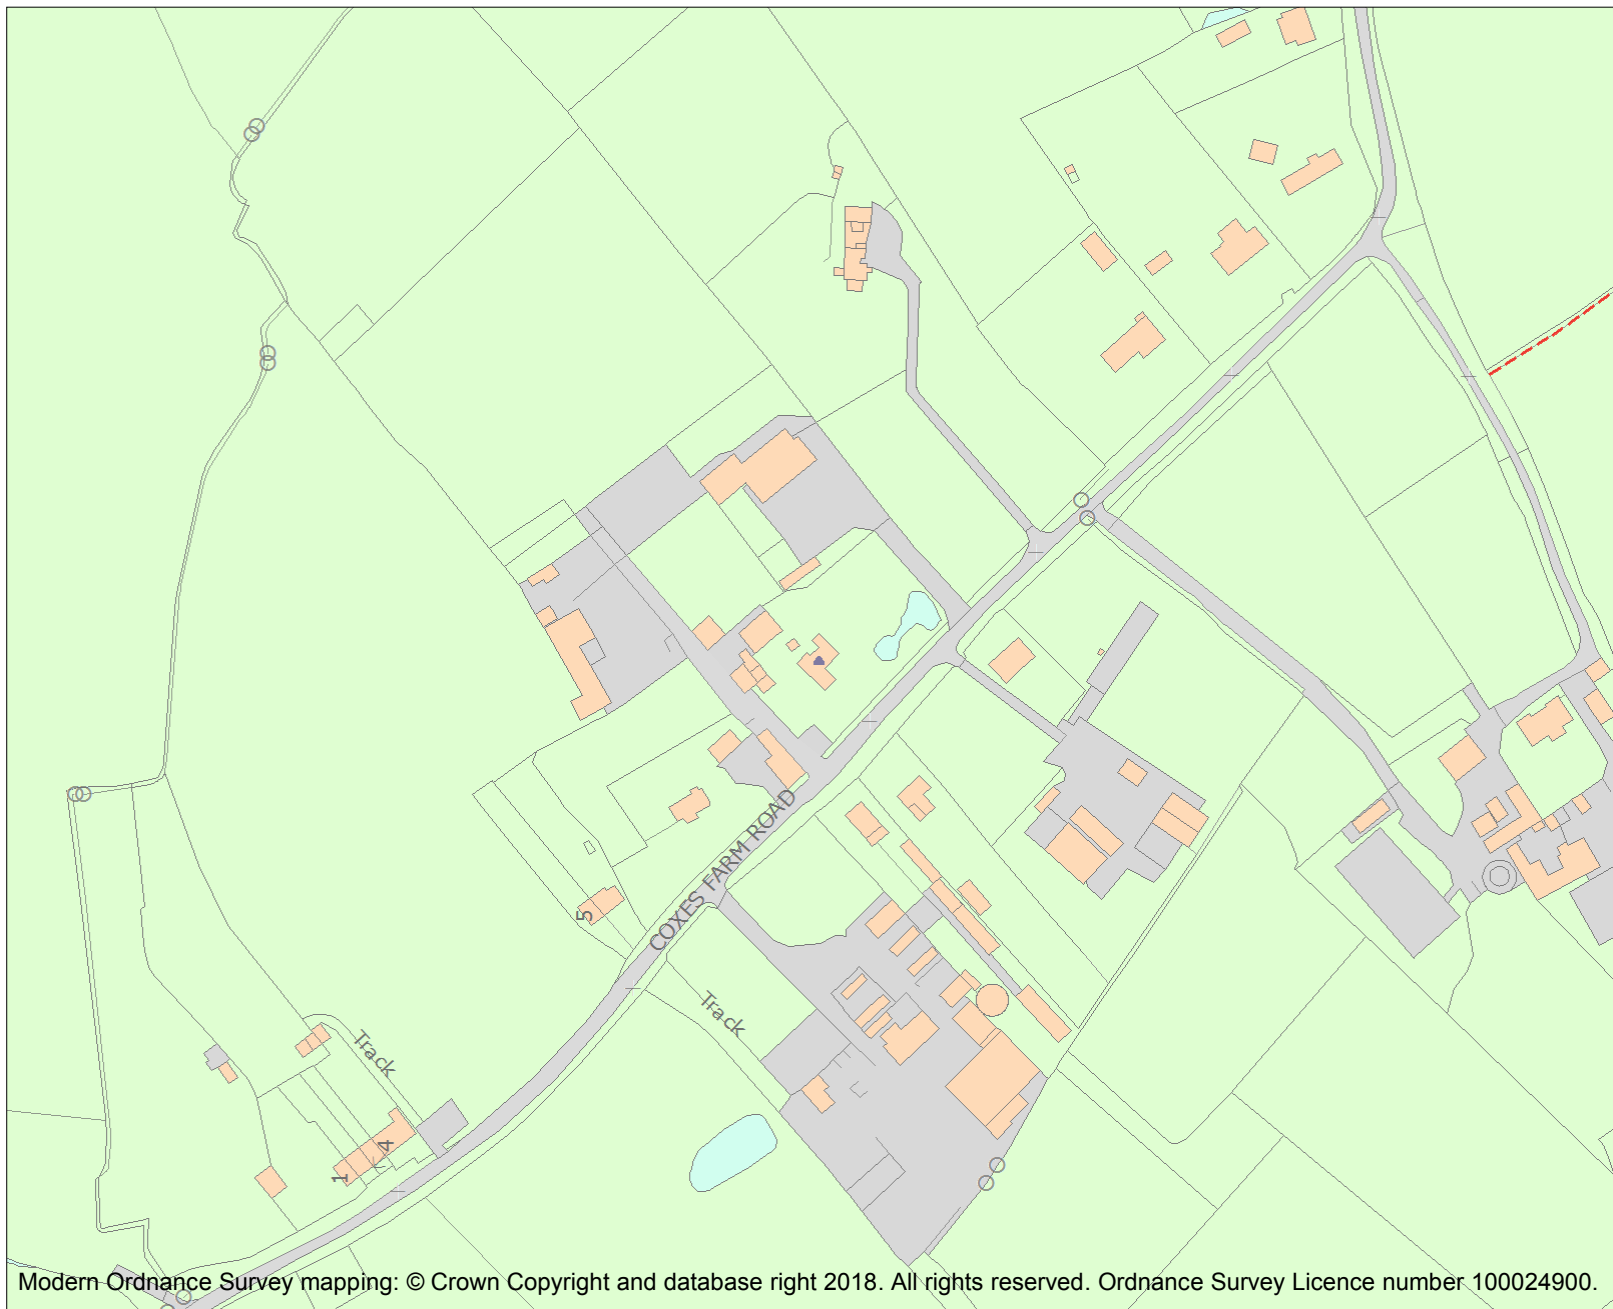 COXES FARM ROAD
5
Track
Track
4
1
Modern Ordnance Survey mapping: © Crown Copyright and database right 2018. All rights reserved. Ordnance Survey Licence number 100024900.